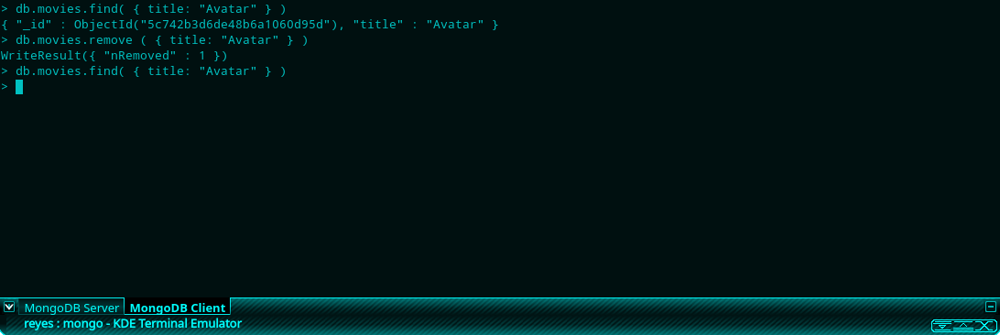 > db.movies.find( { title: "Avatar" } )
{ "_id" : ObjectId("5c742b3d6de48b6a1060d95d"), "title" : "Avatar" }
> db.movies.remove ( { title: "Avatar" } )
WriteResult({ "nRemoved" : 1 })
> db.movies.find( { title: "Avatar" } )
>
MongoDB Server MongoDB Client
reyes : mongo - KDE Terminal Emulator